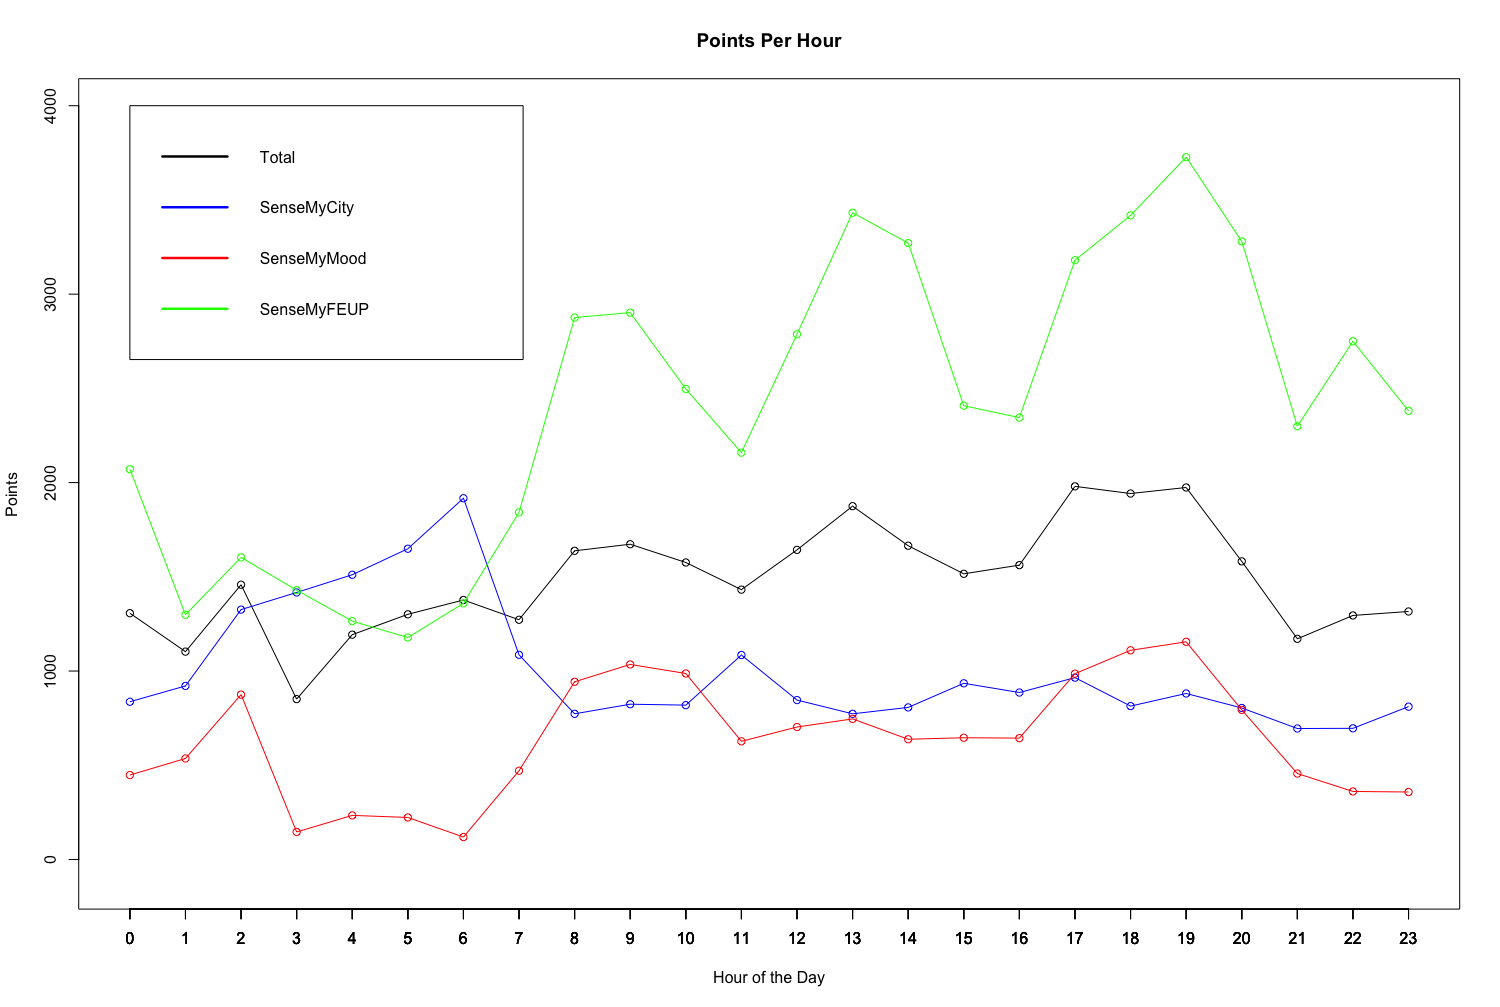 Points Per Hour
4000
3000
2000
1000
0
Points
Total
SenseMyCity
SenseMyMood
SenseMyFEUP
0 1 2 3 4 5 6 7 8 9 10 11 12 13 14 15 16 17 18 19 20 21 22 23
Hour of the Day